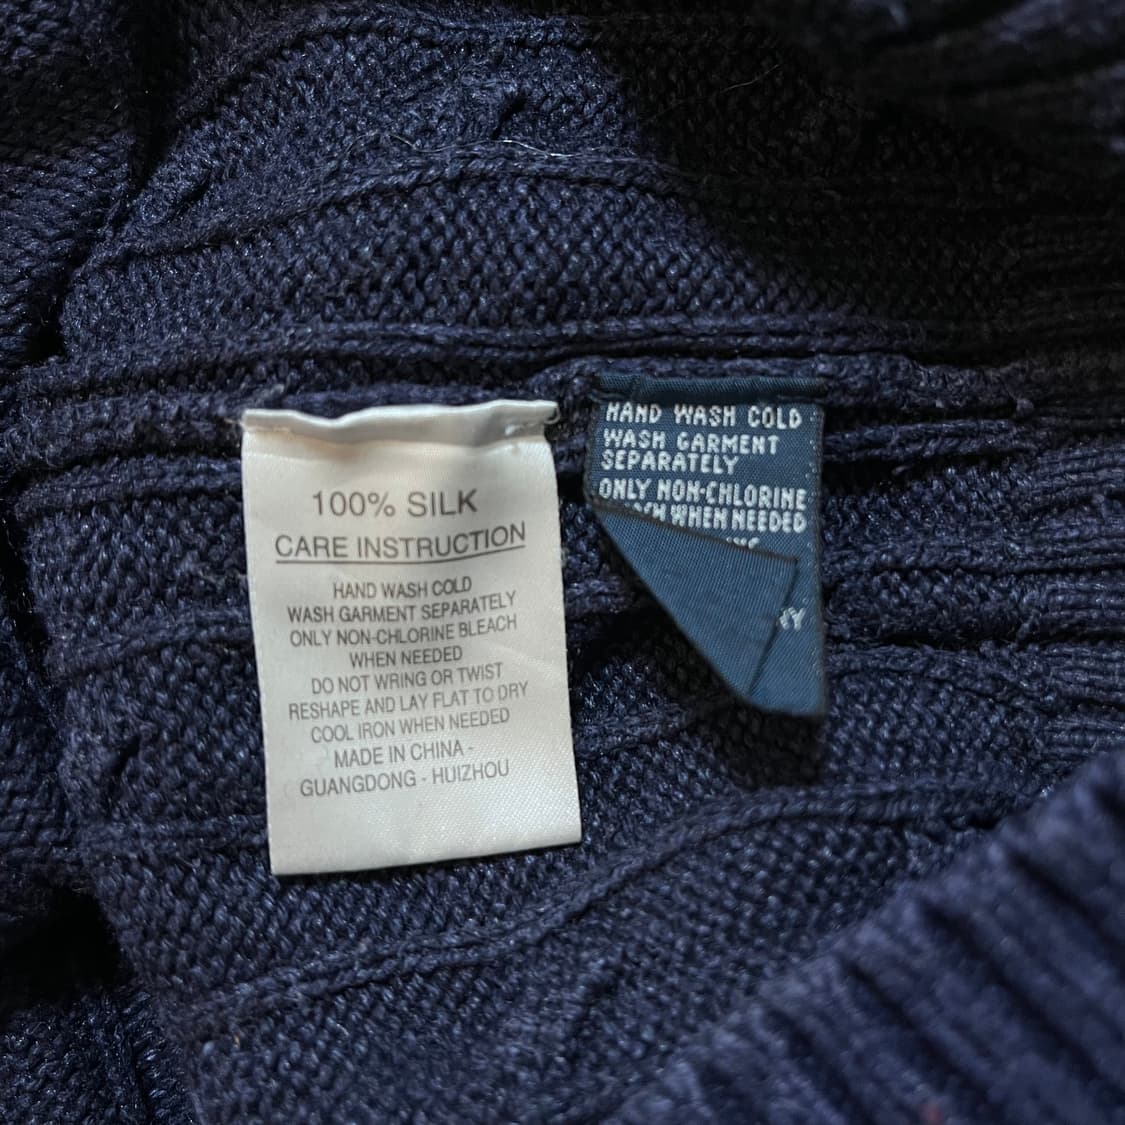 100% SILK
CARE INSTRUCTION
HAND WASH COLD
WASH GARMENT SEPARATELY
ONLY NON-CHLORINE BLEACH
WHEN NEEDED
DO NOT WRING OR TWIST
RESHAPE AND LAY FLAT TO DRY
COOL IRON WHEN NEEDED
MADE IN CHINA -
GUANGDONG - HUIZHOU
HAND WASH COLD
WASH GARMENT
SEPARATELY
ONLY NON-CHLORINE
WHEN NEEDED